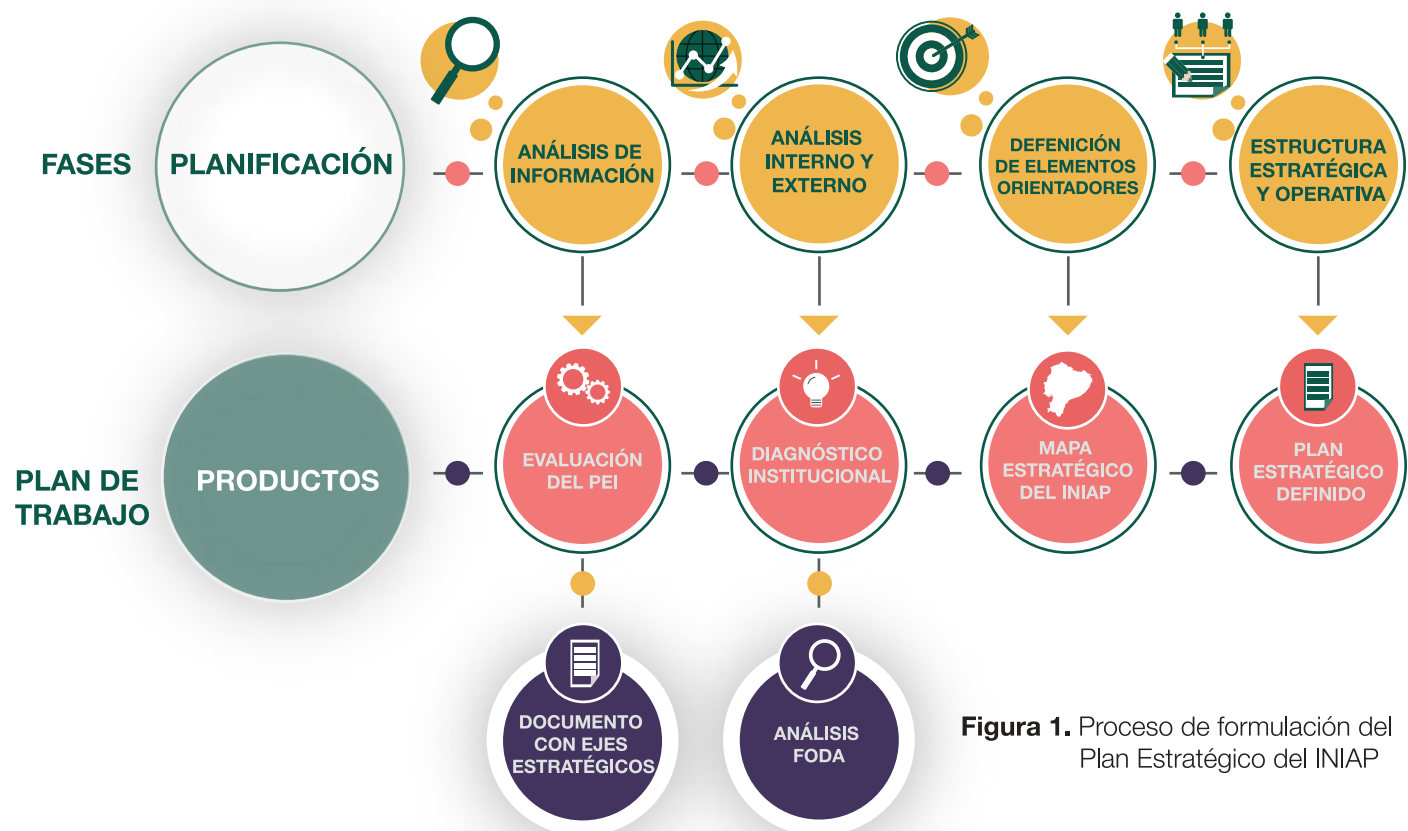 FASES
PLANIFICACIÓN
ANÁLISIS DE
INFORMACIÓN
ANÁLISIS
INTERNO Y
EXTERNO
DEFENICIÓN
DE ELEMENTOS
ORIENTADORES
ESTRUCTURA
ESTRATÉGICA
Y OPERATIVA
PLAN DE
TRABAJO
PRODUCTOS
EVALUACIÓN
DEL PEI
DIAGNÓSTICO
INSTITUCIONAL
MAPA
ESTRATÉGICO
DEL INIAP
PLAN
ESTRATÉGICO
DEFINIDO
DOCUMENTO
CON EJES
ESTRATÉGICOS
ANÁLISIS
FODA
Figura 1. Proceso de formulación del
Plan Estratégico del INIAP